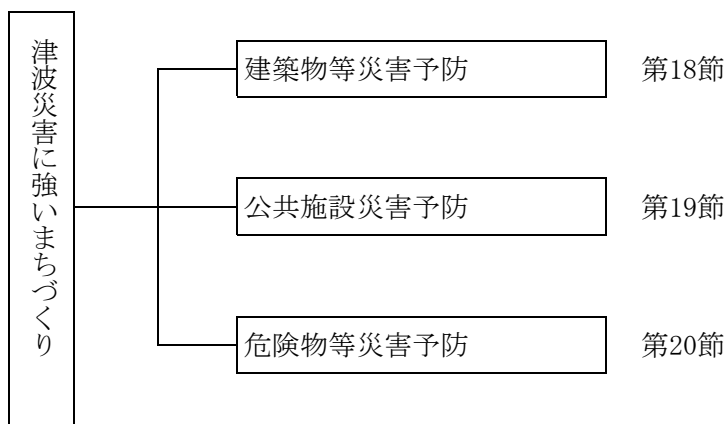 津波災害に強いまちづくり
建築物等災害予防 第18節
公共施設災害予防 第19節
危険物等災害予防 第20節